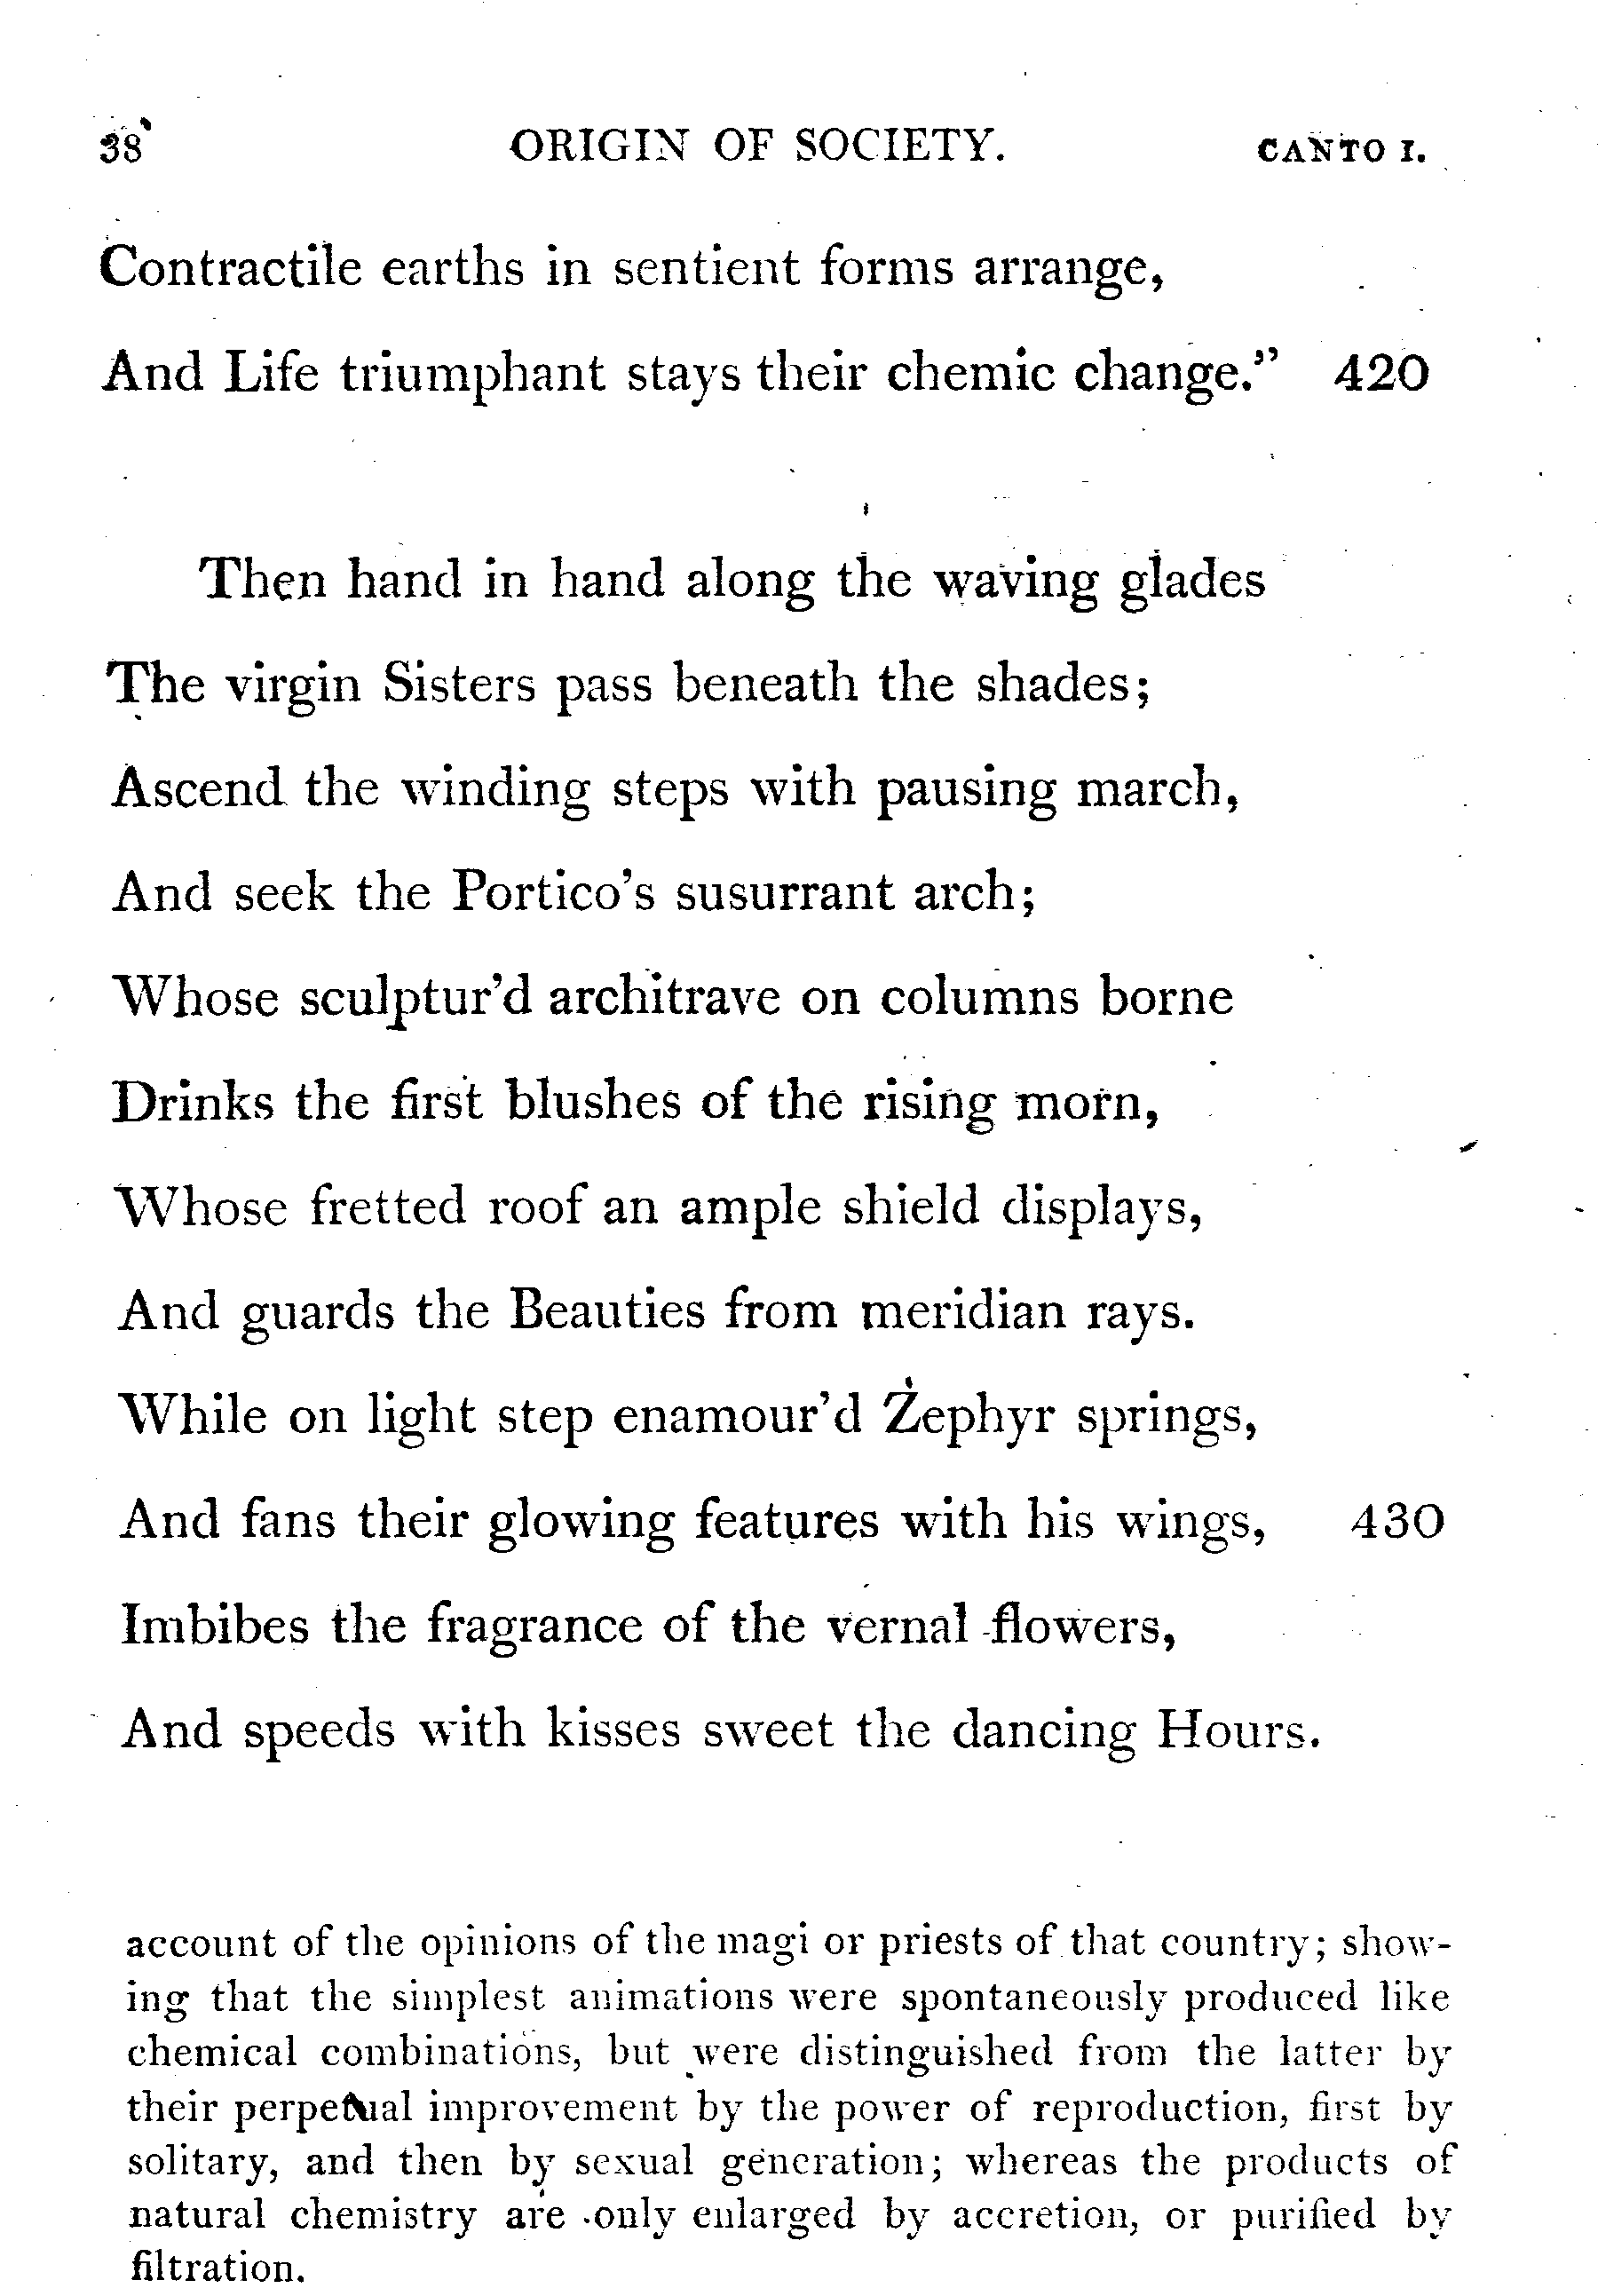 38 ORIGIN OF SOCIETY. CANTO I.
Contractile earths in sentient forms arrange,
And Life triumphant stays their chemic change.” 420
Then hand in hand along the waving glades
The virgin Sisters pass beneath the shades;
Ascend the winding steps with pausing march,
And seek the Portico’s susurrant arch;
Whose sculptur’d architrave on columns borne
Drinks the first blushes of the rising morn,
Whose fretted roof an ample shield displays,
And guards the Beauties from meridian rays.
While on light step enamour’d Zephyr springs,
And fans their glowing features with his wings, 430
Imbibes the fragrance of the vernal flowers,
And speeds with kisses sweet the dancing Hours.
account of the opinions of the magi or priests of that country; show-
ing that the simplest animations were spontaneously produced like
chemical combinations, but were distinguished from the latter by
their perpetual improvement by the power of reproduction, first by
solitary, and then by sexual generation; whereas the products of
natural chemistry are only enlarged by accretion, or purified by
filtration.